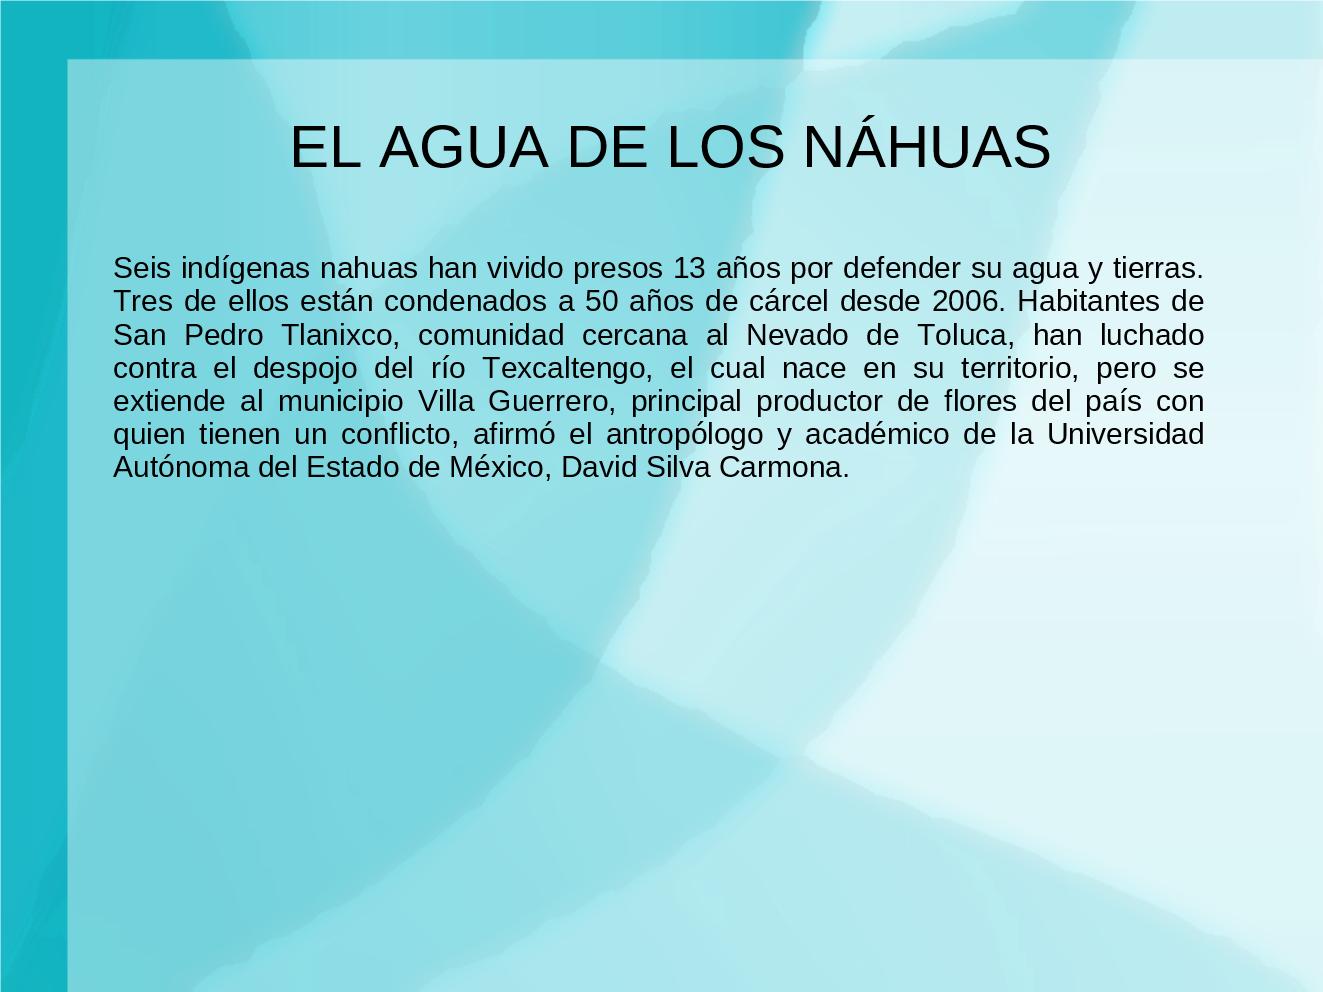 EL AGUA DE LOS NÁHUAS
Seis indígenas nahuas han vivido presos 13 años por defender su agua y tierras.
Tres de ellos están condenados a 50 años de cárcel desde 2006. Habitantes de
San Pedro Tlanixco, comunidad cercana al Nevado de Toluca, han luchado
contra el despojo del río Texcaltengo, el cual nace en su territorio, pero se
extiende al municipio Villa Guerrero, principal productor de flores del país con
quien tienen un conflicto, afirmó el antropólogo y académico de la Universidad
Autónoma del Estado de México, David Silva Carmona.